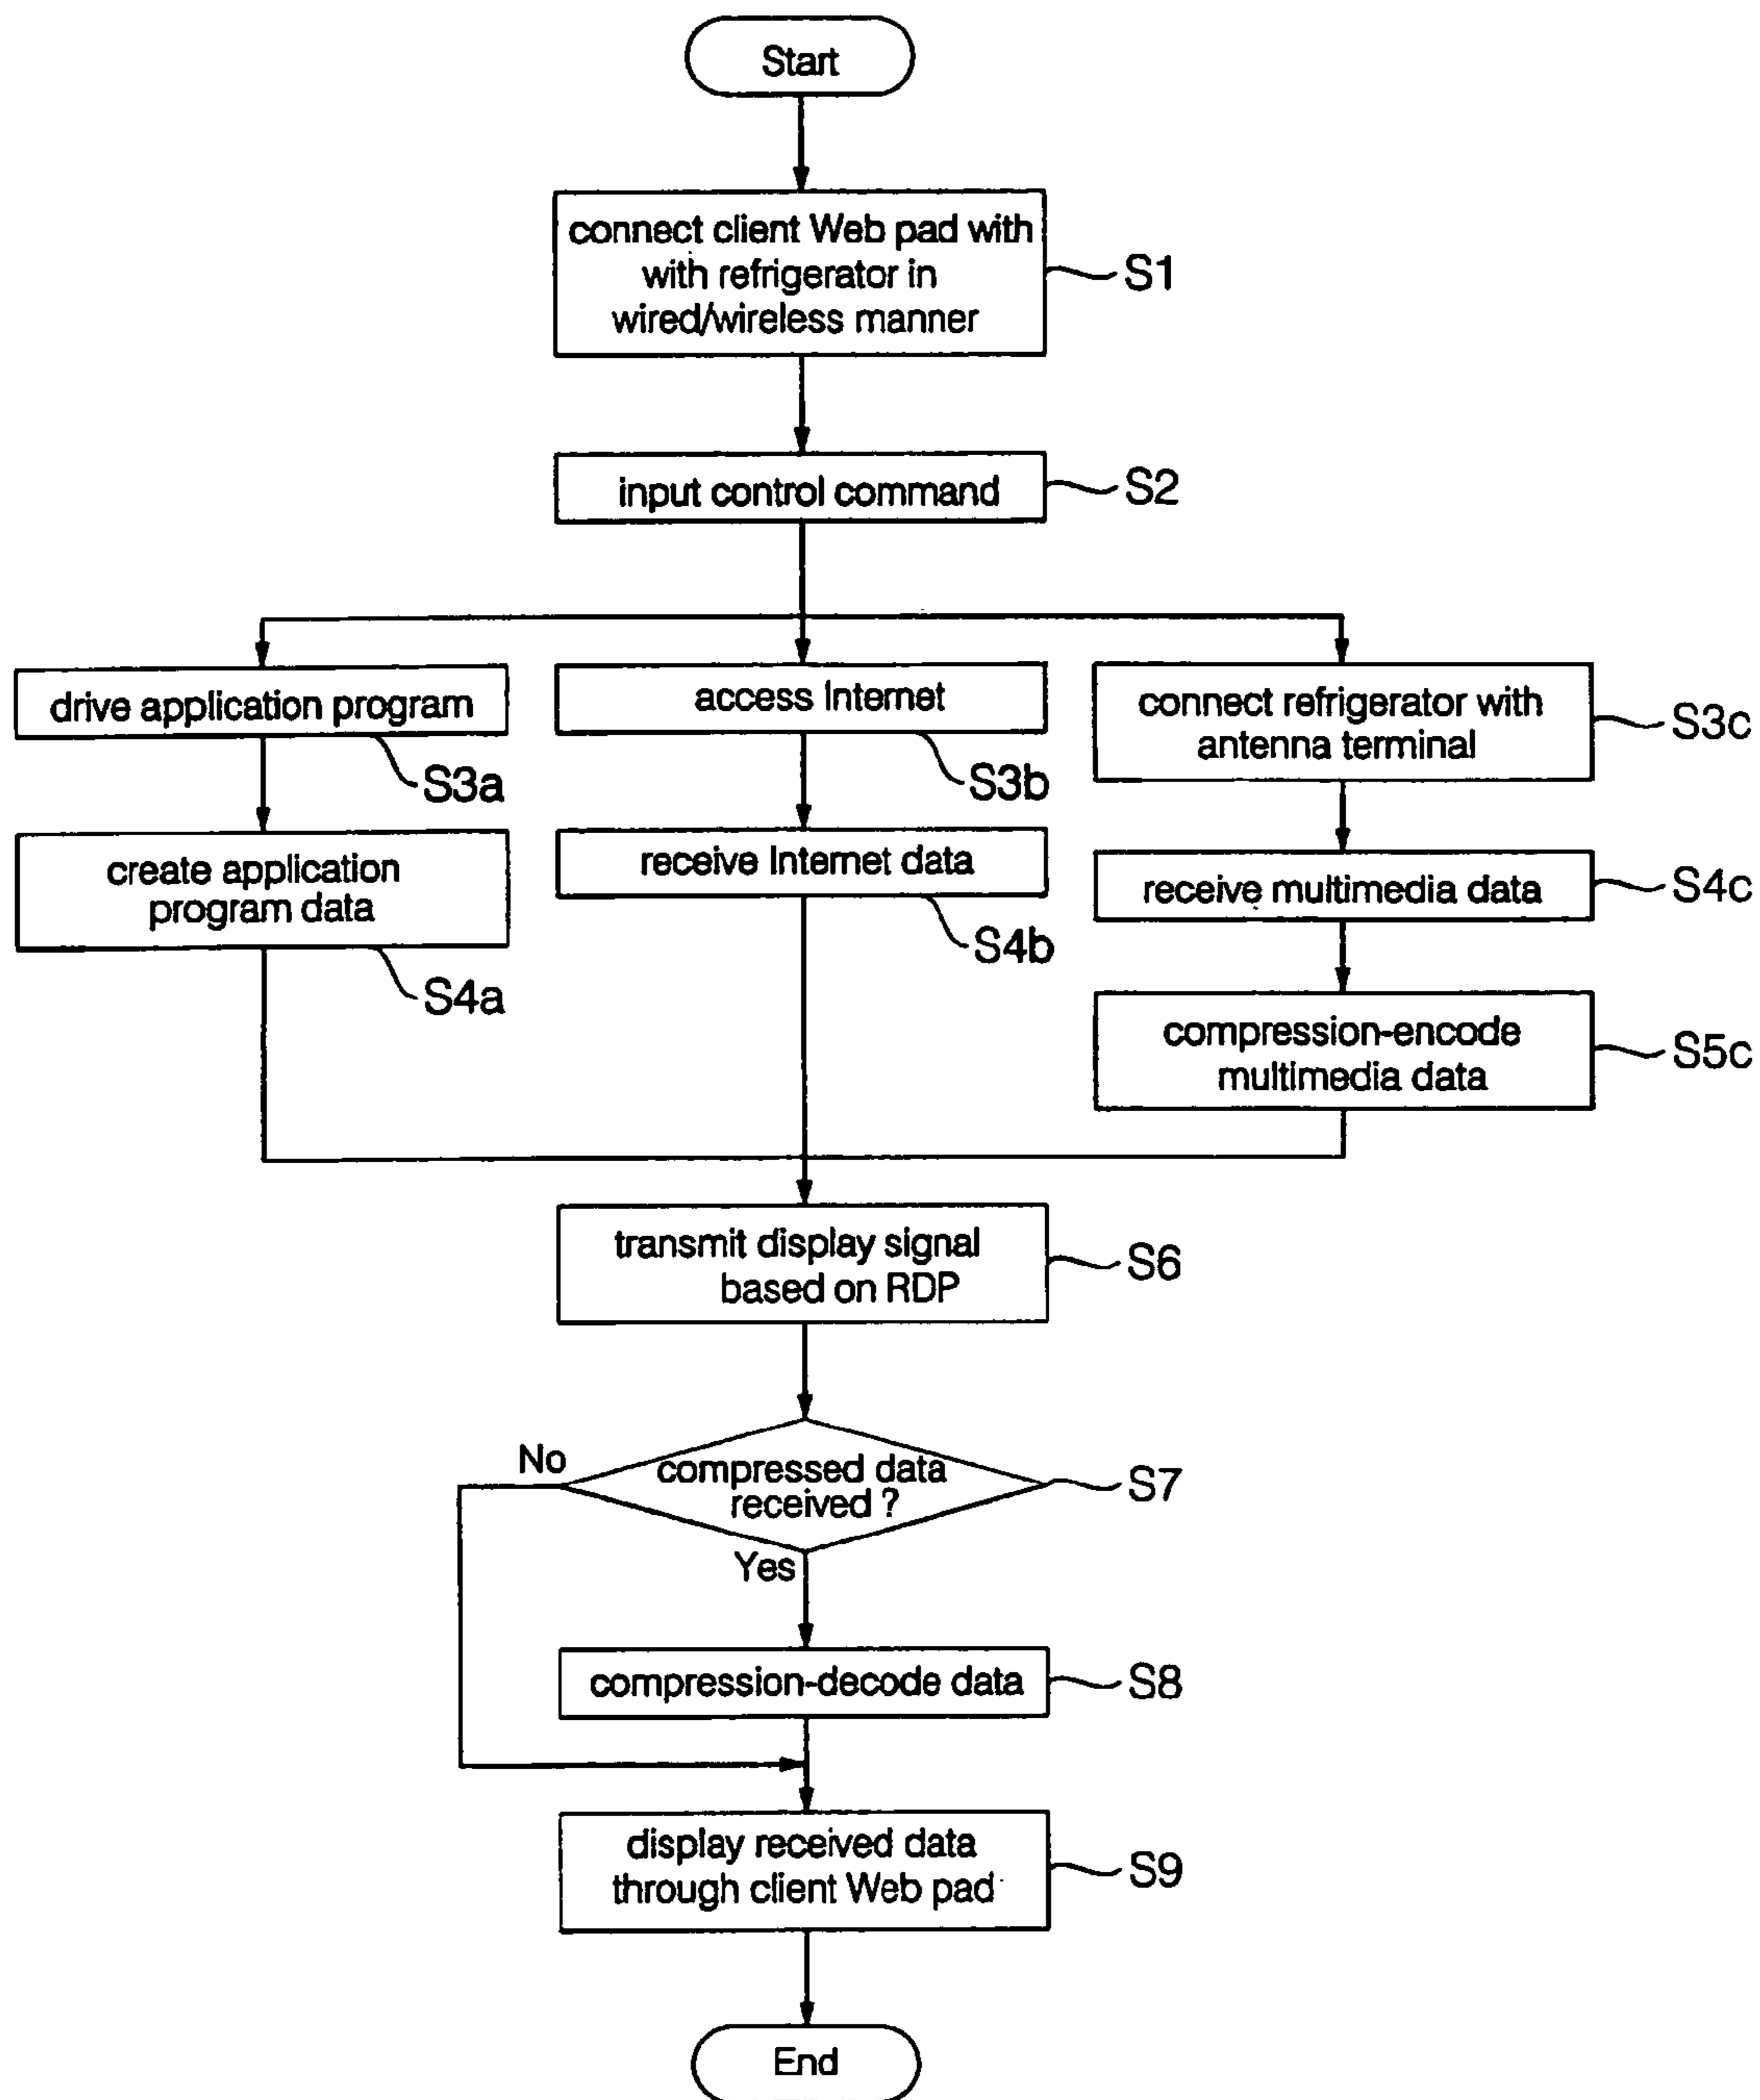 Start
connect client Web pad with
with refrigerator in
wired/wireless manner
S1
input control command
S2
drive application program
S3a
access Internet
S3b
connect refrigerator with
antenna terminal
S3c
create application
program data
S4a
receive Internet data
S4b
receive multimedia data
S4c
compression-encode
multimedia data
S5c
transmit display signal
based on RDP
S6
No
compressed data
received ?
S7
Yes
compression-decode data
S8
display received data
through client Web pad
S9
End